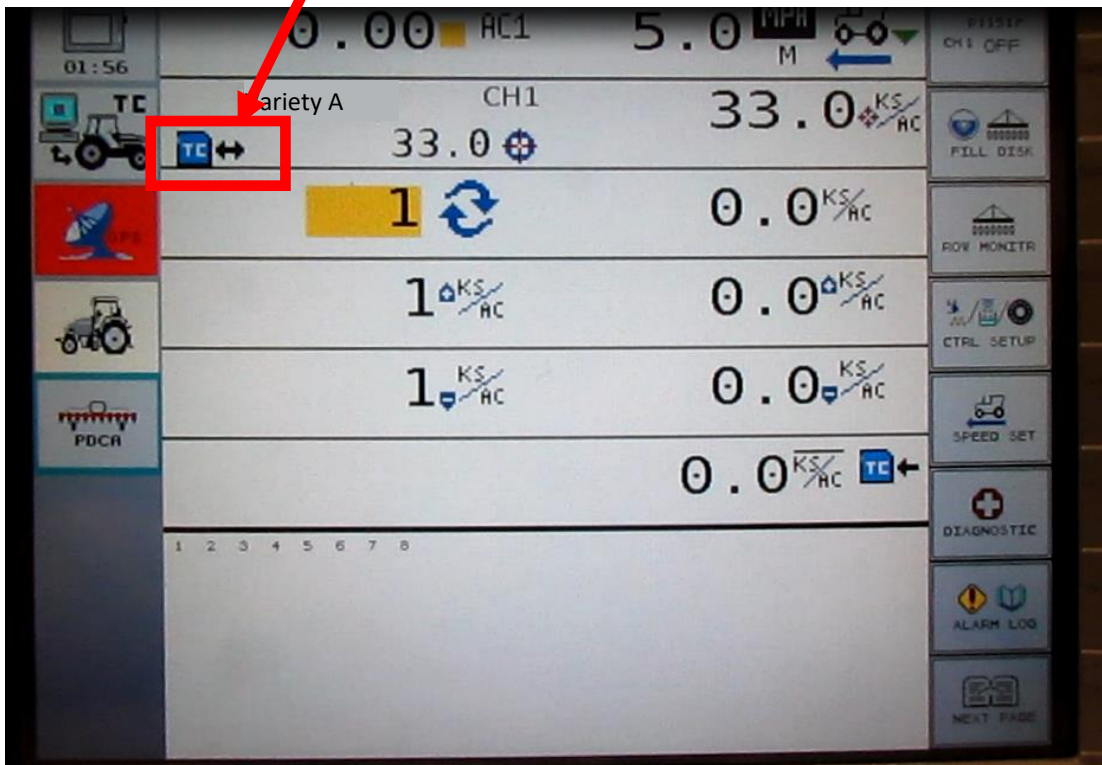 01:56
0.00 AC1
5.0 MPH
M
CH1 OFF
TC
Variety A
CH1
TC
33.0
33.0 KS/AC
FILL DISK
GPS
1
0.0 KS/AC
ROW MONITR
1 KS/AC
0.0 KS/AC
CTRL SETUP
PDCA
1 KS/AC
0.0 KS/AC
SPEED SET
0.0 KS/AC TC
DIAGNOSTIC
1 2 3 4 5 6 7 8
ALARM LOG
NEXT PAGE